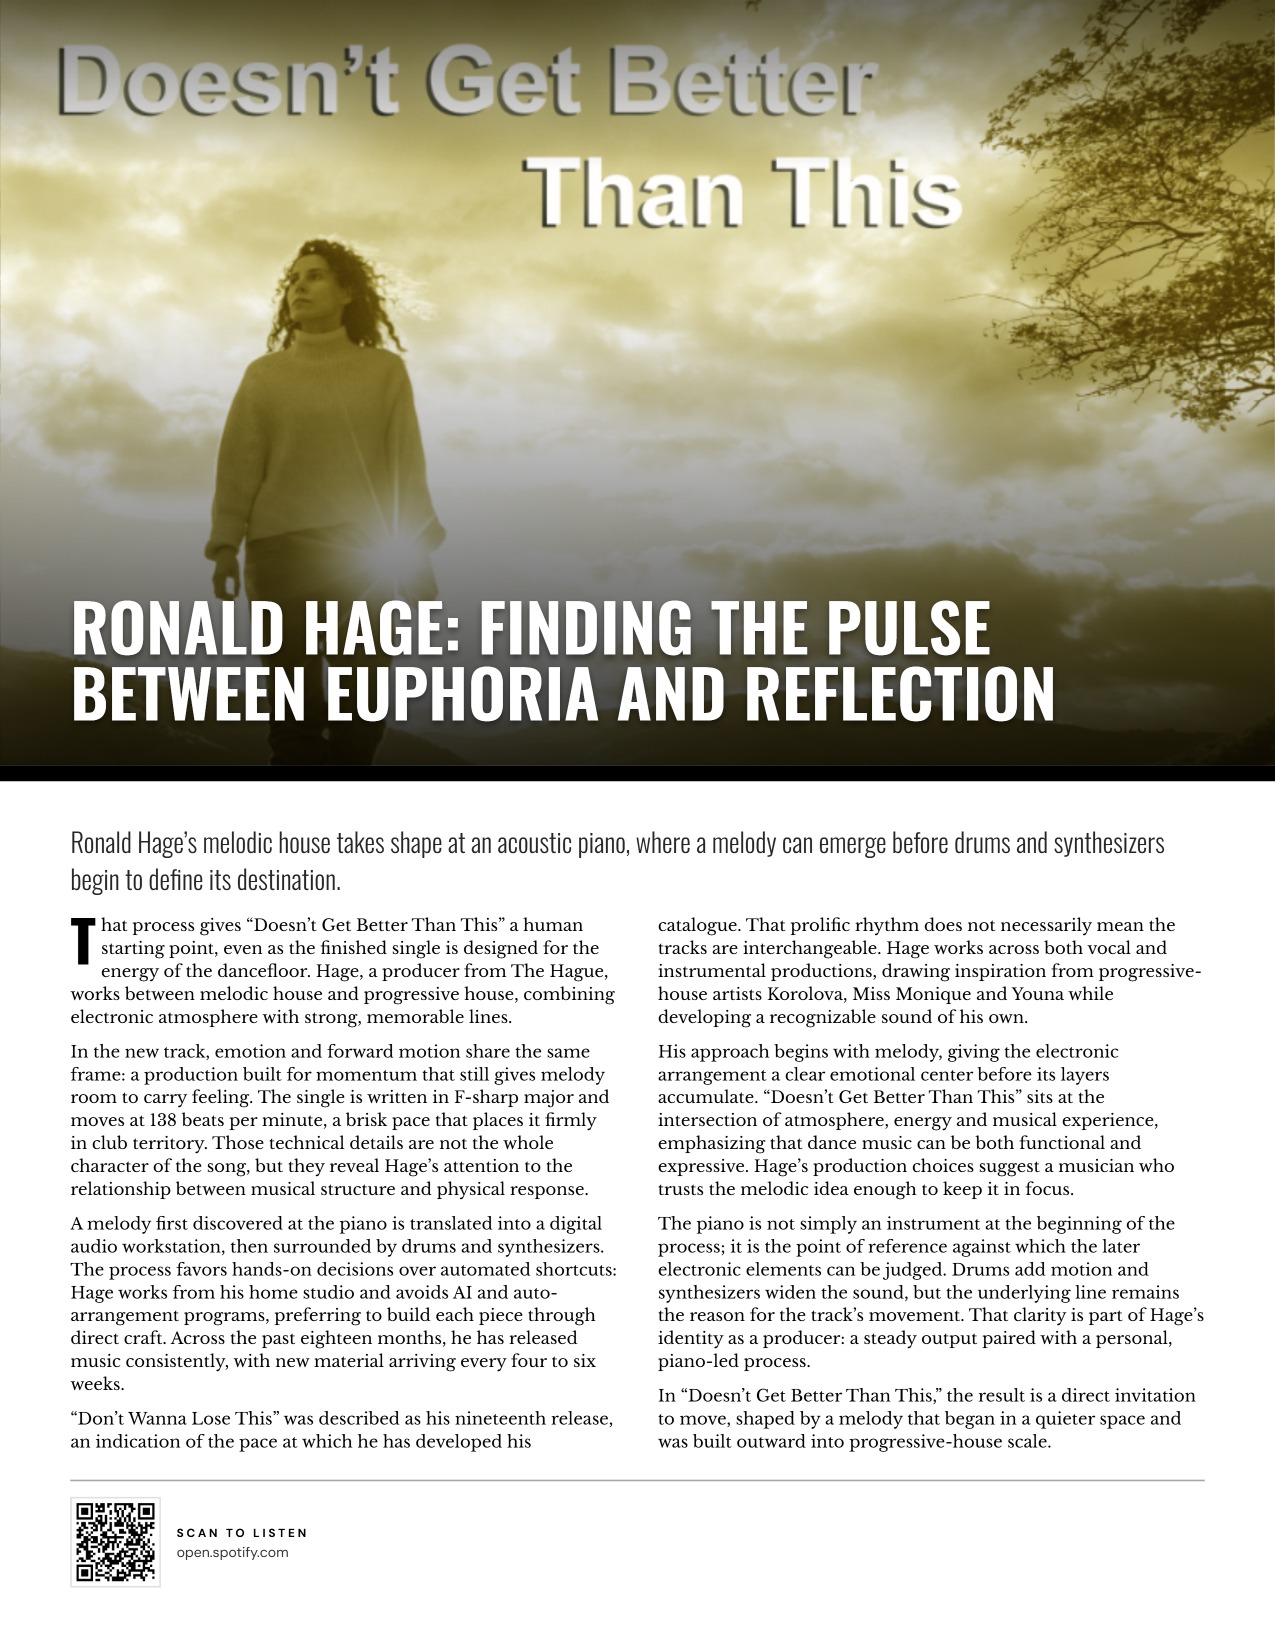 Doesn’t Get Better
Than This
RONALD HAGE: FINDING THE PULSE
BETWEEN EUPHORIA AND REFLECTION
Ronald Hage’s melodic house takes shape at an acoustic piano, where a melody can emerge before drums and synthesizers
begin to define its destination.
That process gives “Doesn’t Get Better Than This” a human
starting point, even as the finished single is designed for the
energy of the dancefloor. Hage, a producer from The Hague,
works between melodic house and progressive house, combining
electronic atmosphere with strong, memorable lines.
In the new track, emotion and forward motion share the same
frame: a production built for momentum that still gives melody
room to carry feeling. The single is written in F-sharp major and
moves at 138 beats per minute, a brisk pace that places it firmly
in club territory. Those technical details are not the whole
character of the song, but they reveal Hage’s attention to the
relationship between musical structure and physical response.
A melody first discovered at the piano is translated into a digital
audio workstation, then surrounded by drums and synthesizers.
The process favors hands-on decisions over automated shortcuts:
Hage works from his home studio and avoids AI and auto-
arrangement programs, preferring to build each piece through
direct craft. Across the past eighteen months, he has released
music consistently, with new material arriving every four to six
weeks.
“Don’t Wanna Lose This” was described as his nineteenth release,
an indication of the pace at which he has developed his
catalogue. That prolific rhythm does not necessarily mean the
tracks are interchangeable. Hage works across both vocal and
instrumental productions, drawing inspiration from progressive-
house artists Korolova, Miss Monique and Youna while
developing a recognizable sound of his own.
His approach begins with melody, giving the electronic
arrangement a clear emotional center before its layers
accumulate. “Doesn’t Get Better Than This” sits at the
intersection of atmosphere, energy and musical experience,
emphasizing that dance music can be both functional and
expressive. Hage’s production choices suggest a musician who
trusts the melodic idea enough to keep it in focus.
The piano is not simply an instrument at the beginning of the
process; it is the point of reference against which the later
electronic elements can be judged. Drums add motion and
synthesizers widen the sound, but the underlying line remains
the reason for the track’s movement. That clarity is part of Hage’s
identity as a producer: a steady output paired with a personal,
piano-led process.
In “Doesn’t Get Better Than This,” the result is a direct invitation
to move, shaped by a melody that began in a quieter space and
was built outward into progressive-house scale.
SCAN TO LISTEN
open.spotify.com